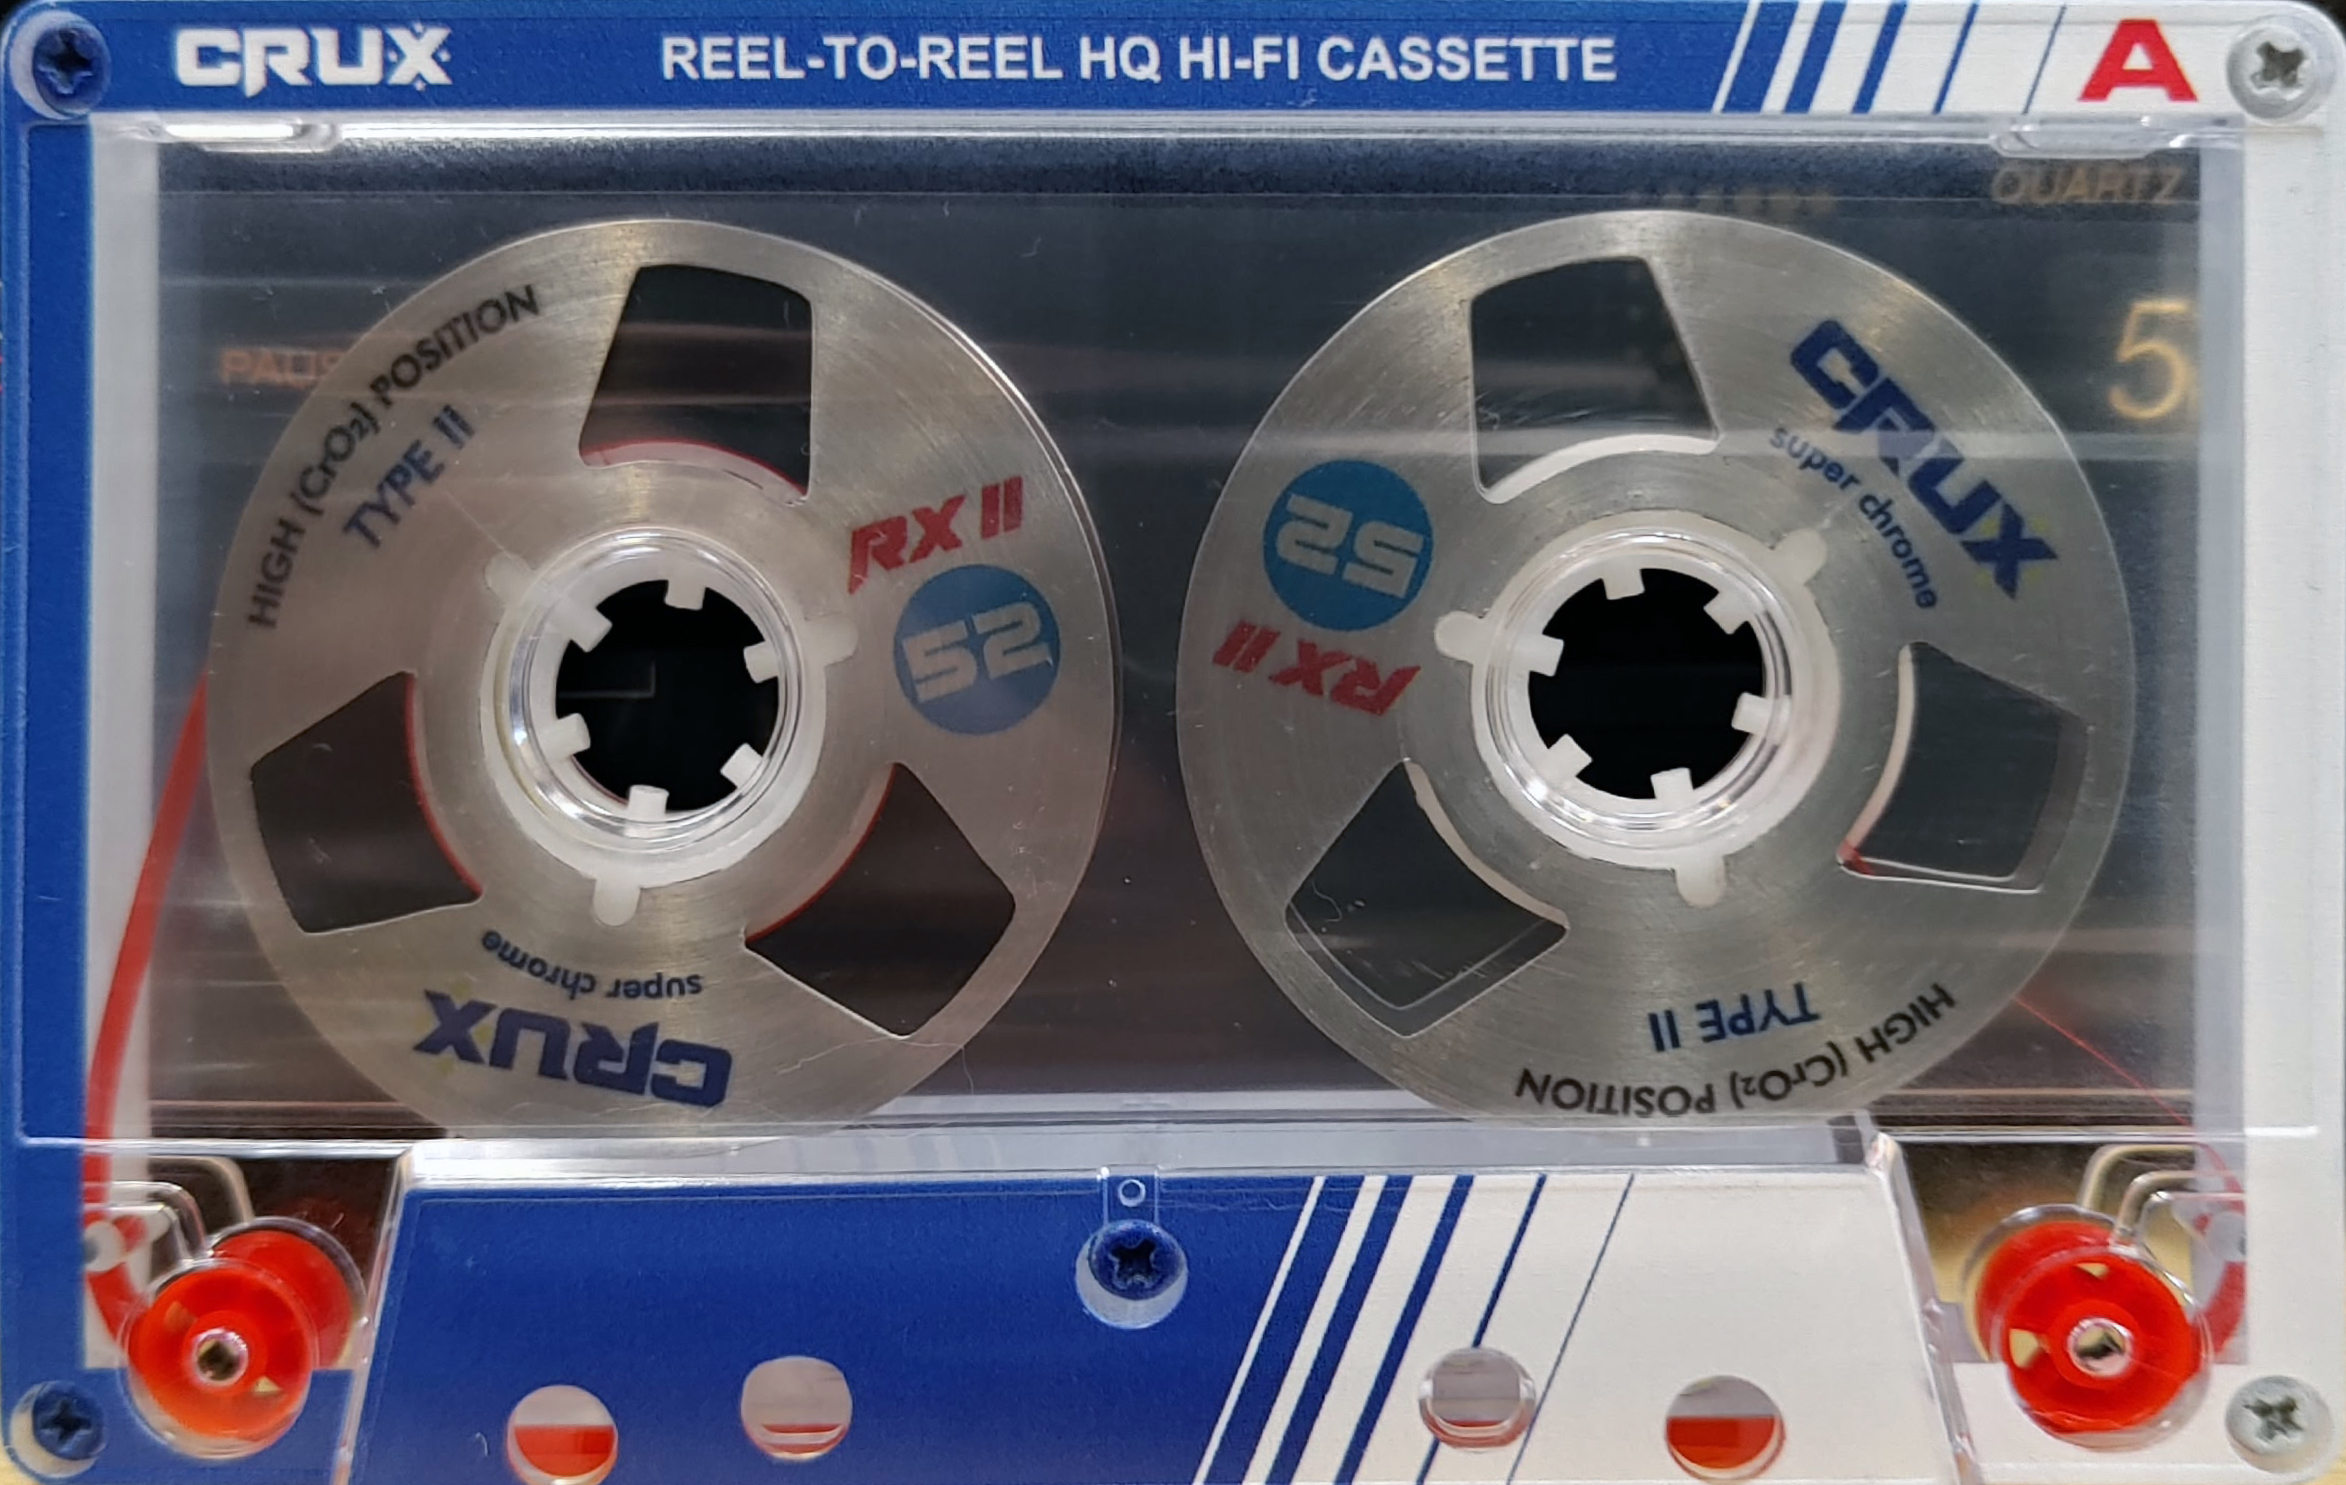 CRUX
REEL-TO-REEL HQ HI-FI CASSETTE
A
QUARTZ
5
HIGH (CrO₂) POSITION
TYPE II
RX II
52
CRUX
super chrome
CRUX
super chrome
52
RX II
TYPE II
HIGH (CrO₂) POSITION